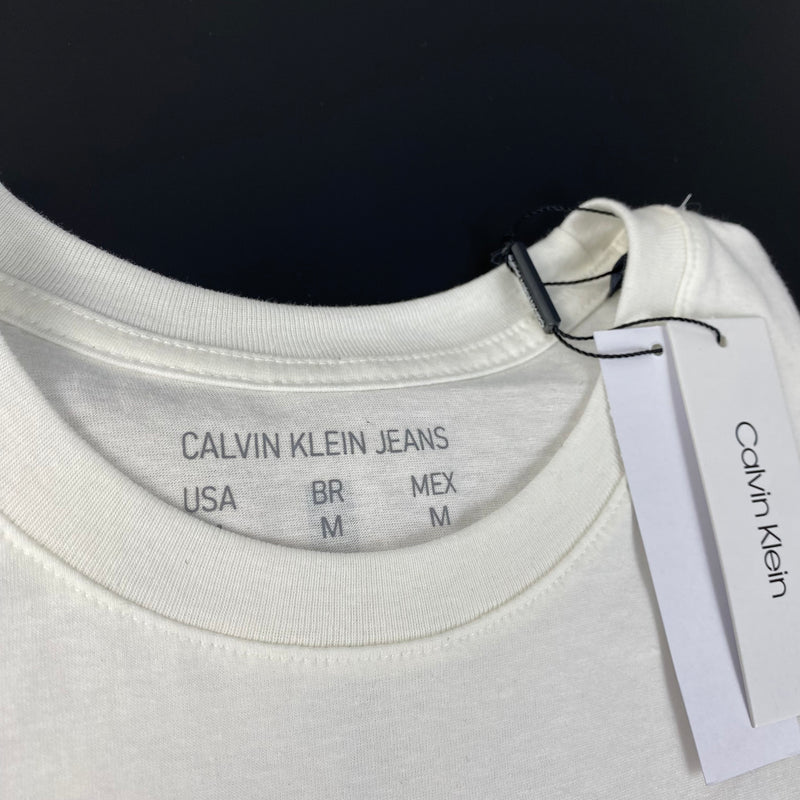 CALVIN KLEIN JEANS
USA BR MEX
M M
Calvin Klein